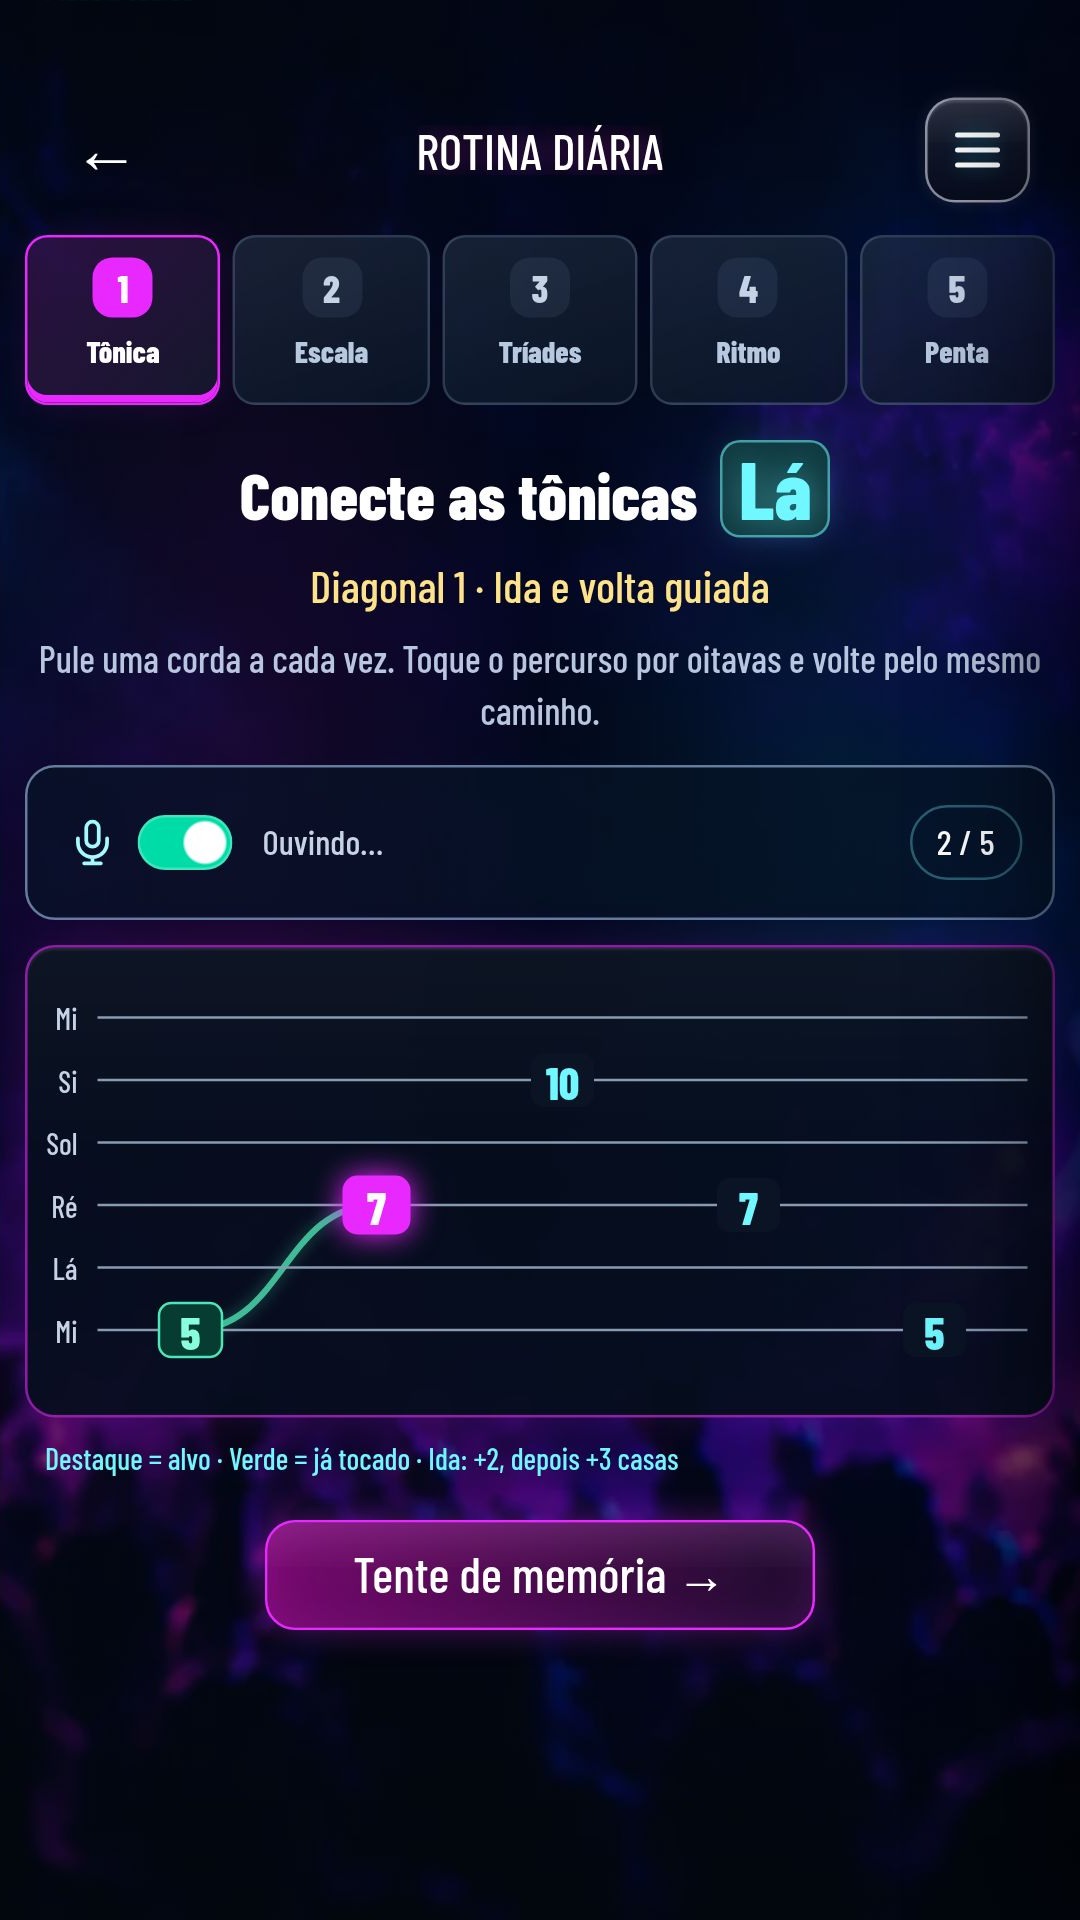 ← ROTINA DIÁRIA
1 2 3 4 5
Tônica Escala Tríades Ritmo Penta
Conecte as tônicas Lá
Diagonal 1 · Ida e volta guiada
Pule uma corda a cada vez. Toque o percurso por oitavas e volte pelo mesmo
caminho.
Ouvindo... 2 / 5
Mi
Si 10
Sol
Ré 7 7
Lá
Mi 5 5
Destaque = alvo · Verde = já tocado · Ida: +2, depois +3 casas
Tente de memória →